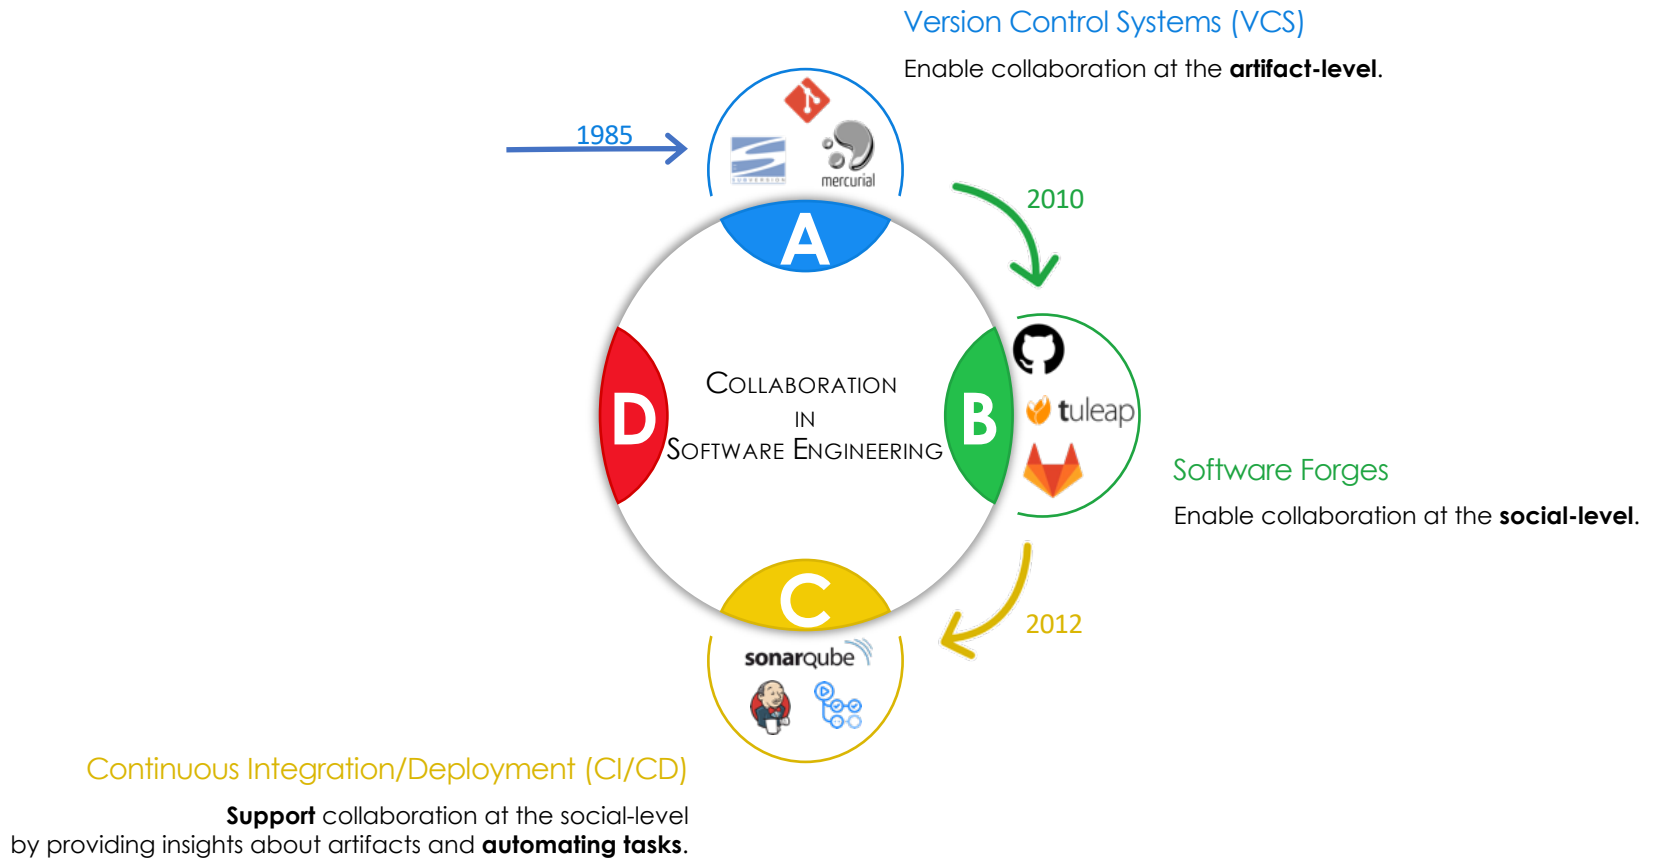 Version Control Systems (VCS)
Enable collaboration at the artifact-level.
1985
SUBVERSION
mercurial
2010
A
D
COLLABORATION
IN
SOFTWARE ENGINEERING
B
tuleap
Software Forges
Enable collaboration at the social-level.
C
2012
sonarqube
Continuous Integration/Deployment (CI/CD)
Support collaboration at the social-level
by providing insights about artifacts and automating tasks.